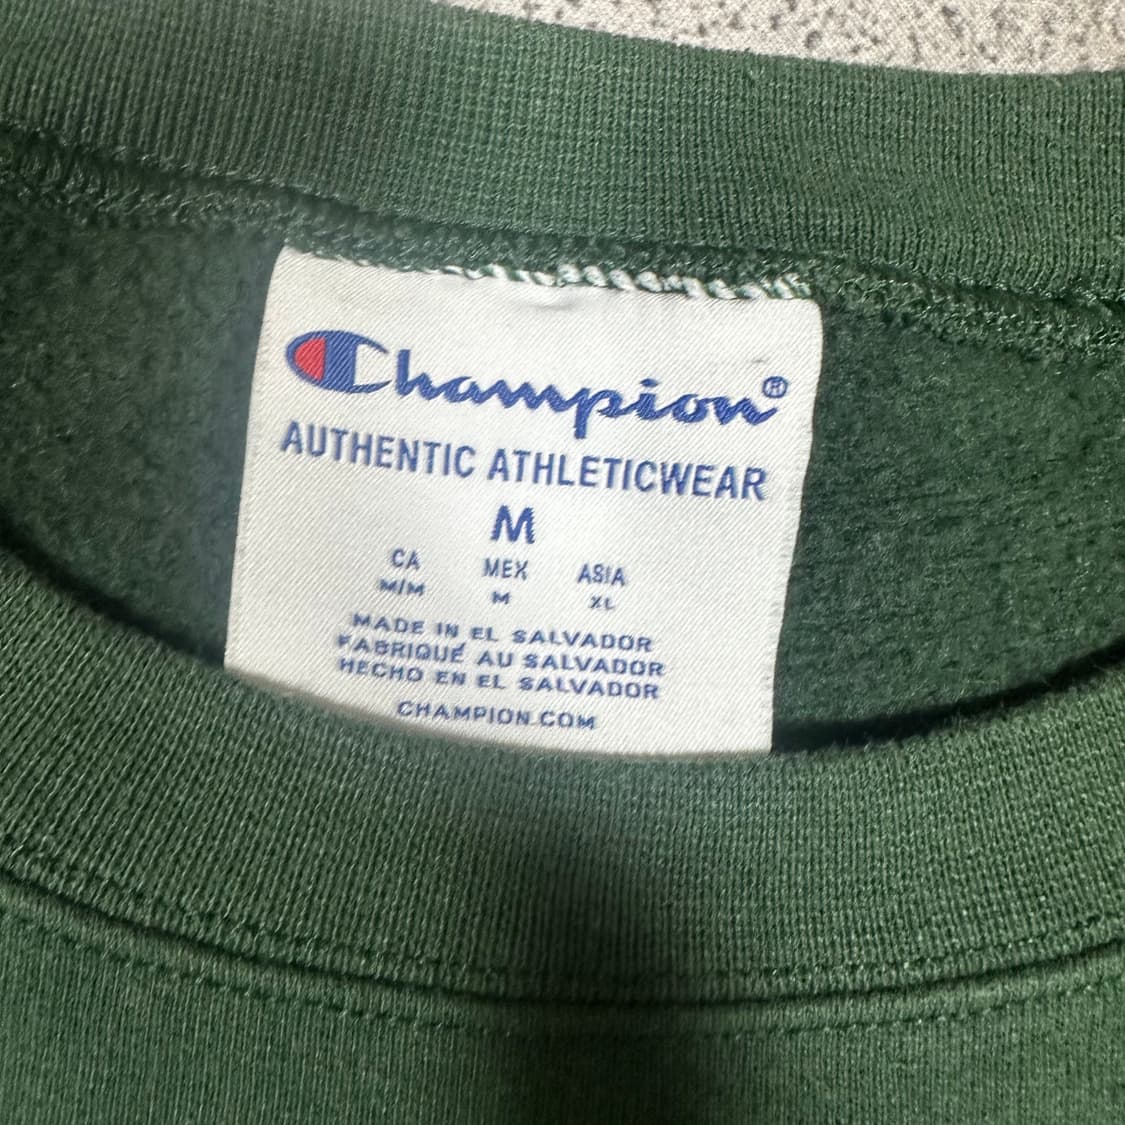 Champion®
AUTHENTIC ATHLETICWEAR
M
CA MEX ASIA
M/M M XL
MADE IN EL SALVADOR
FABRIQUÉ AU SALVADOR
HECHO EN EL SALVADOR
CHAMPION.COM